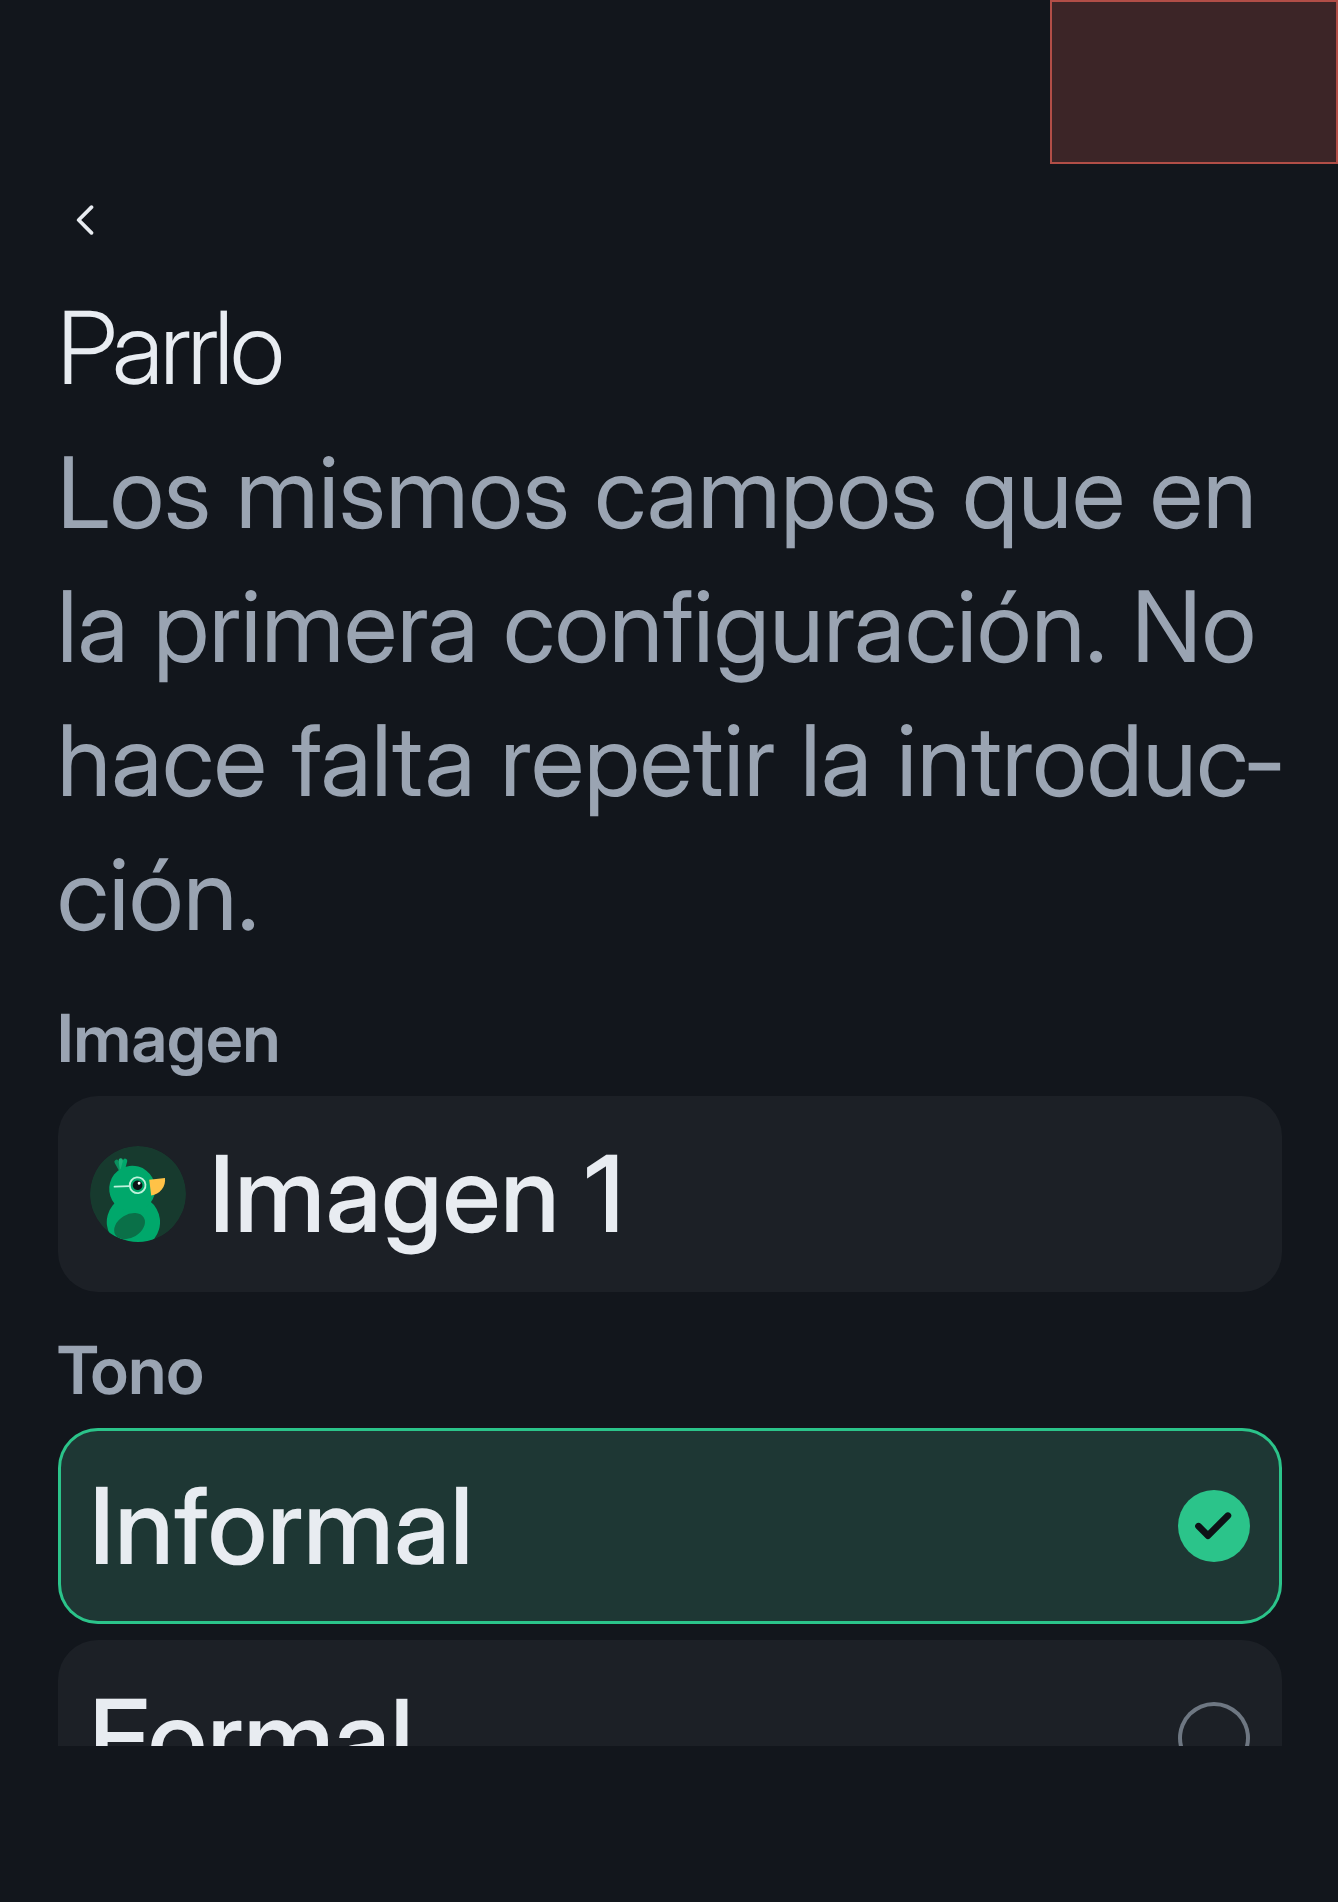 Parrlo
Los mismos campos que en
la primera configuración. No
hace falta repetir la introduc-
ción.
Imagen
Imagen 1
Tono
Informal
Formal